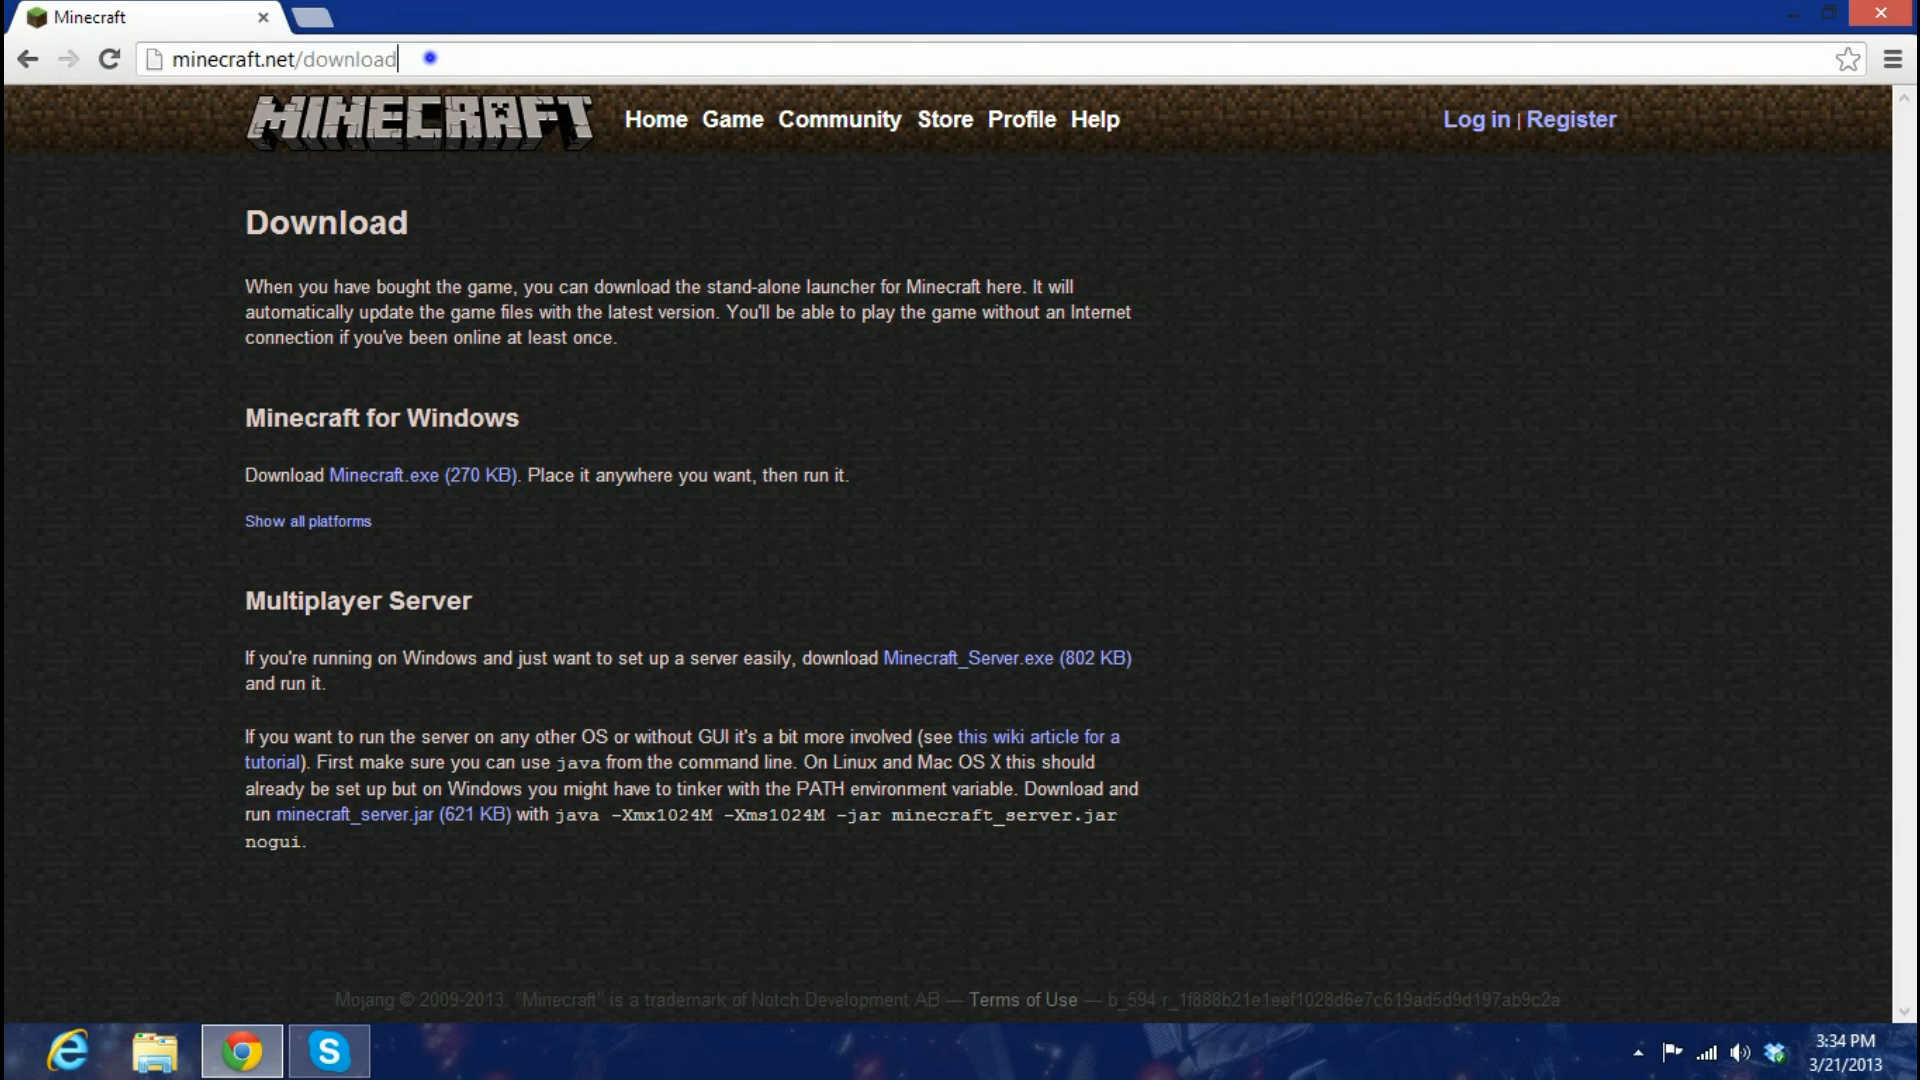 Minecraft
minecraft.net/download
MINECRAFT Home Game Community Store Profile Help Log in | Register
Download
When you have bought the game, you can download the stand-alone launcher for Minecraft here. It will
automatically update the game files with the latest version. You'll be able to play the game without an Internet
connection if you've been online at least once.
Minecraft for Windows
Download Minecraft.exe (270 KB). Place it anywhere you want, then run it.
Show all platforms
Multiplayer Server
If you're running on Windows and just want to set up a server easily, download Minecraft_Server.exe (802 KB)
and run it.
If you want to run the server on any other OS or without GUI it's a bit more involved (see this wiki article for a
tutorial). First make sure you can use java from the command line. On Linux and Mac OS X this should
already be set up but on Windows you might have to tinker with the PATH environment variable. Download and
run minecraft_server.jar (621 KB) with java -Xmx1024M -Xms1024M -jar minecraft_server.jar
nogui.
Mojang © 2009-2013. "Minecraft" is a trademark of Notch Development AB — Terms of Use — b_594 r_1f888b21e1eef1028d6e7c619ad5d9d197ab9c2a
3:34 PM
3/21/2013